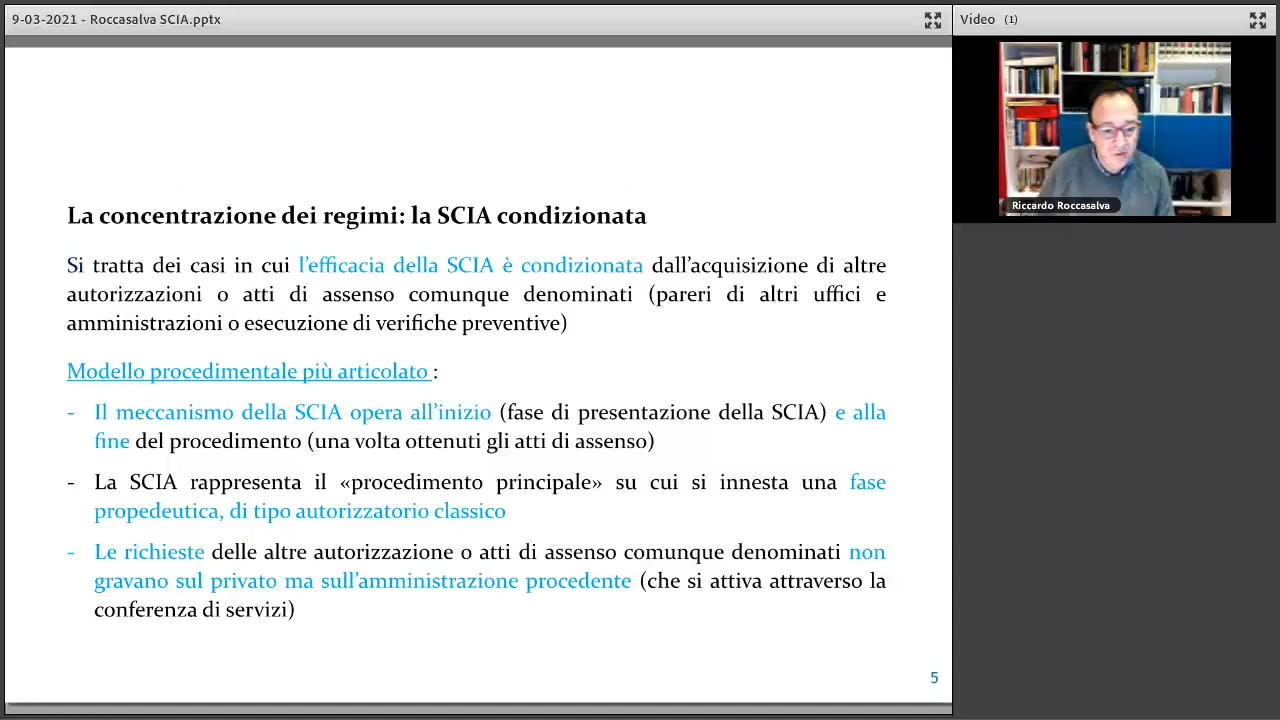 9-03-2021 - Roccasalva SCIA.pptx
Video (1)
Riccardo Roccasalva
La concentrazione dei regimi: la SCIA condizionata
Si tratta dei casi in cui l’efficacia della SCIA è condizionata dall’acquisizione di altre
autorizzazioni o atti di assenso comunque denominati (pareri di altri uffici e
amministrazioni o esecuzione di verifiche preventive)
Modello procedimentale più articolato :
- Il meccanismo della SCIA opera all’inizio (fase di presentazione della SCIA) e alla
fine del procedimento (una volta ottenuti gli atti di assenso)
- La SCIA rappresenta il «procedimento principale» su cui si innesta una fase
propedeutica, di tipo autorizzatorio classico
- Le richieste delle altre autorizzazione o atti di assenso comunque denominati non
gravano sul privato ma sull’amministrazione procedente (che si attiva attraverso la
conferenza di servizi)
5